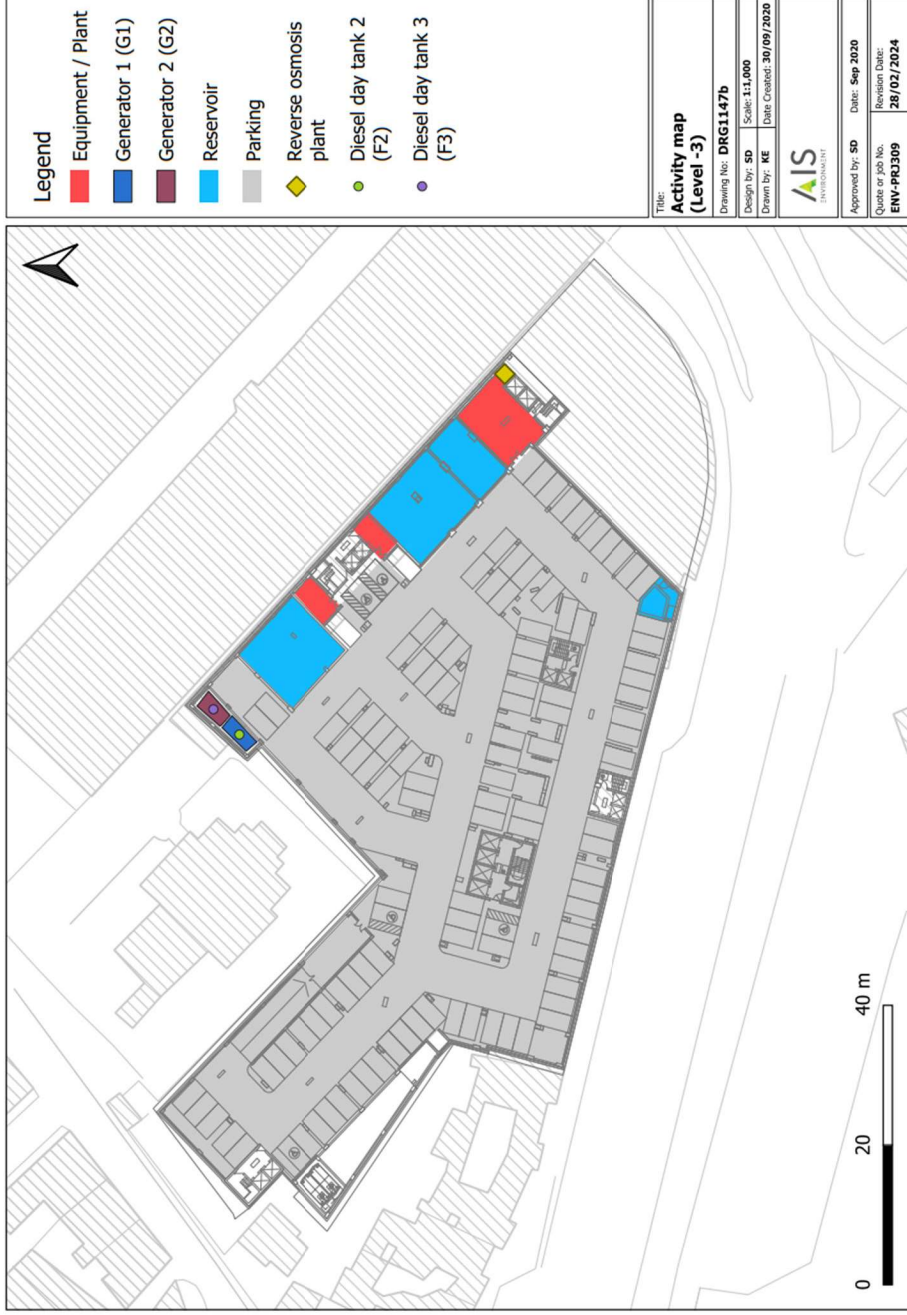 Legend
Equipment / Plant
Generator 1 (G1)
Generator 2 (G2)
Reservoir
Parking
Reverse osmosis
plant
Diesel day tank 2
(F2)
Diesel day tank 3
(F3)
Title:
Activity map
(Level -3)
Drawing No: DRG1147b
Design by: SD
Scale: 1:1,000
Drawn by: KE
Date Created: 30/09/2020
AIS
ENVIRONMENT
Approved by: SD
Date: Sep 2020
Quote or job No.
ENV-PRJ309
Revision Date:
28/02/2024
0
20
40 m